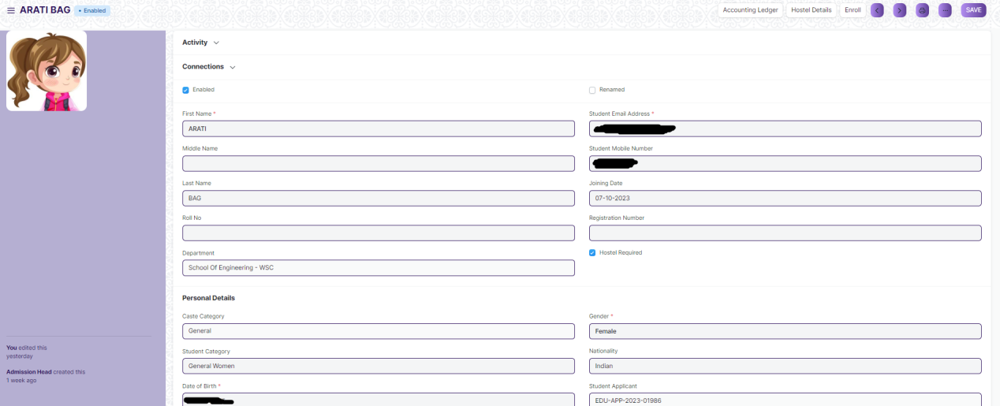 ARATI BAG • Enabled Accounting Ledger Hostel Details Enroll ... SAVE
Activity
Connections
Enabled Renamed
First Name * Student Email Address *
ARATI
Middle Name Student Mobile Number
Last Name Joining Date
BAG 07-10-2023
Roll No Registration Number
Department Hostel Required
School Of Engineering - WSC
Personal Details
Caste Category Gender *
General Female
Student Category Nationality
General Women Indian
Date of Birth * Student Applicant
EDU-APP-2023-01986
You edited this
yesterday
Admission Head created this
1 week ago